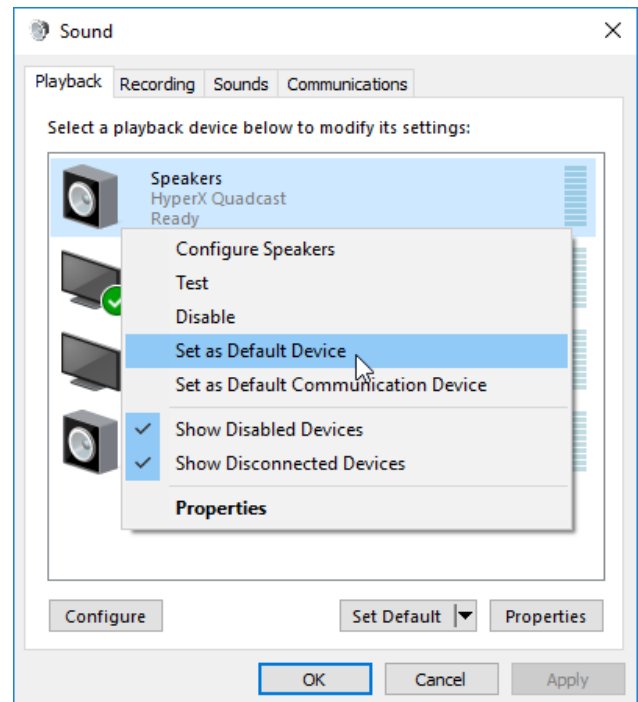 Sound
Playback Recording Sounds Communications
Select a playback device below to modify its settings:
Speakers
HyperX Quadcast
Ready
Configure Speakers
Test
Disable
Set as Default Device
Set as Default Communication Device
Show Disabled Devices
Show Disconnected Devices
Properties
Configure Set Default Properties
OK Cancel Apply